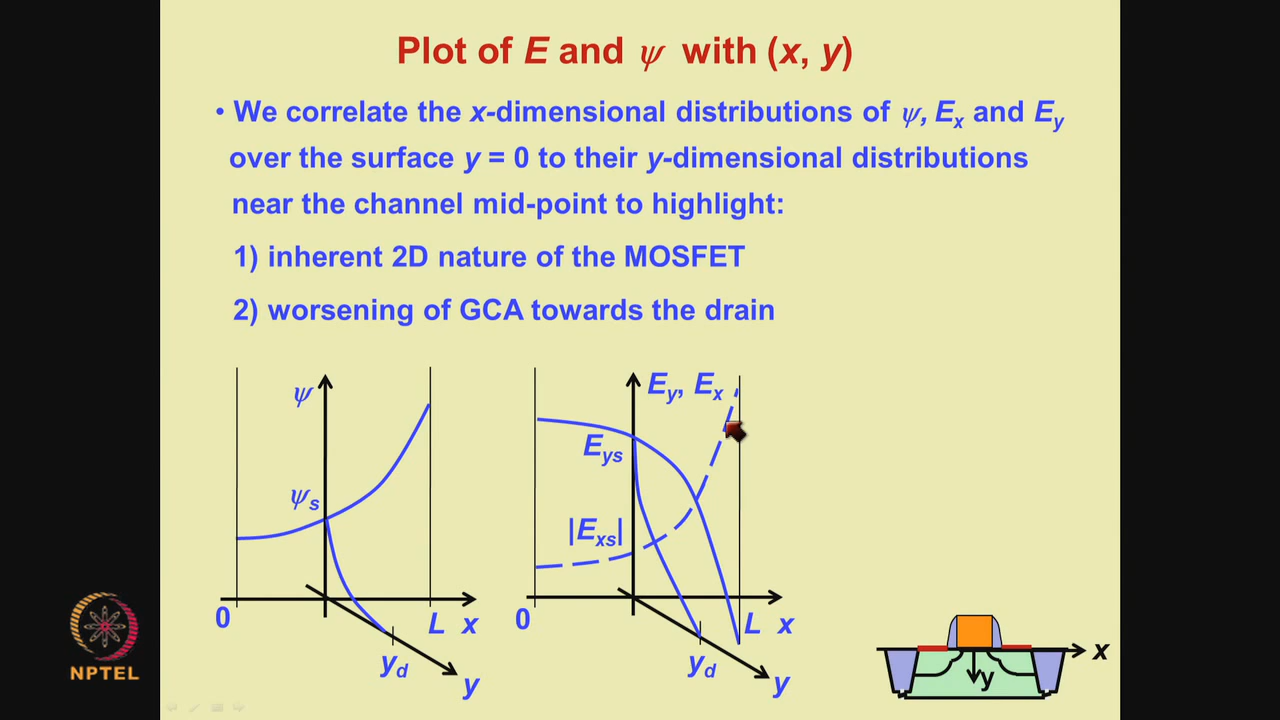 Plot of E and ψ with (x, y)
• We correlate the x-dimensional distributions of ψ, Ex and Ey
over the surface y = 0 to their y-dimensional distributions
near the channel mid-point to highlight:
1) inherent 2D nature of the MOSFET
2) worsening of GCA towards the drain
ψ
ψs
0
L x
yd
y
Ey, Ex
Eys
|Exs|
0
L x
yd
y
x
y
NPTEL